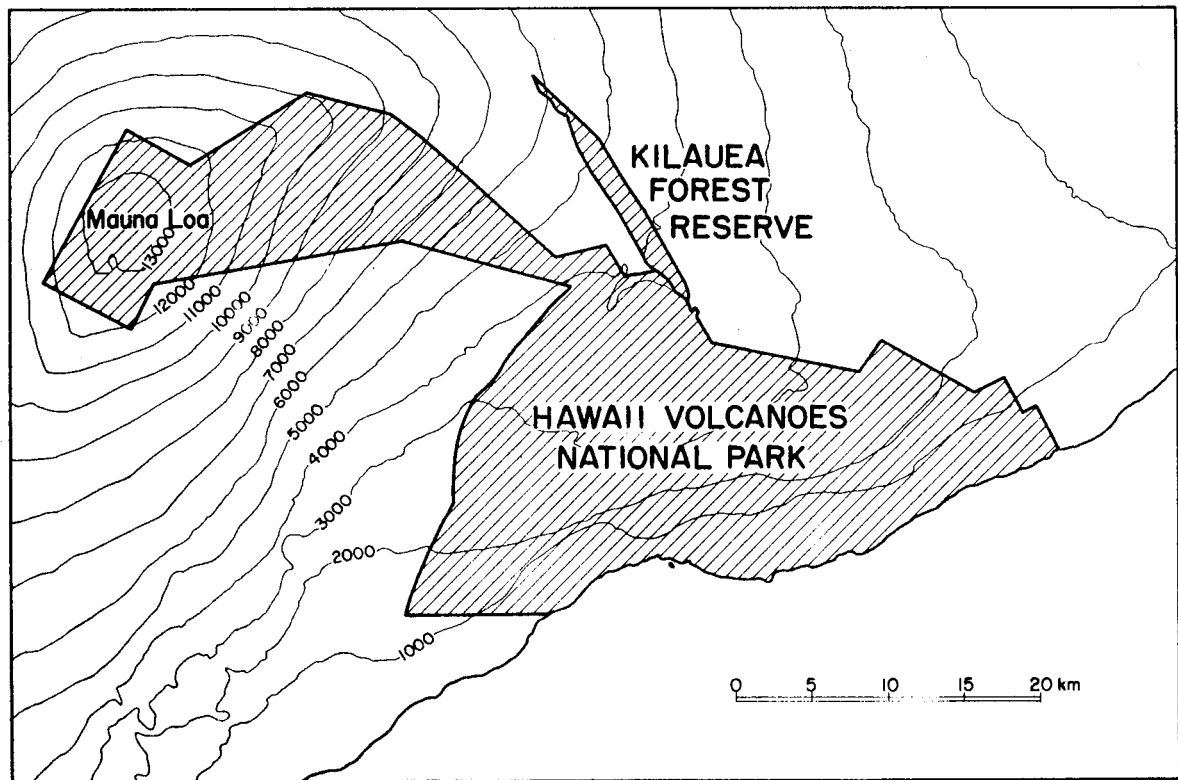 KILAUEA
FOREST
RESERVE
Mauna Loa
13000
12000
11000
10000
9000
8000
7000
6000
5000
4000
3000
2000
1000
HAWAII VOLCANOES
NATIONAL PARK
0 5 10 15 20 km